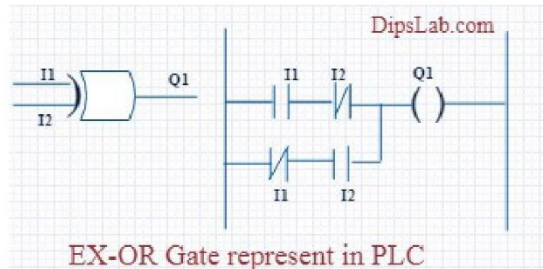 DipsLab.com
I1
I2
Q1
I1 I2 Q1
I1 I2
EX-OR Gate represent in PLC